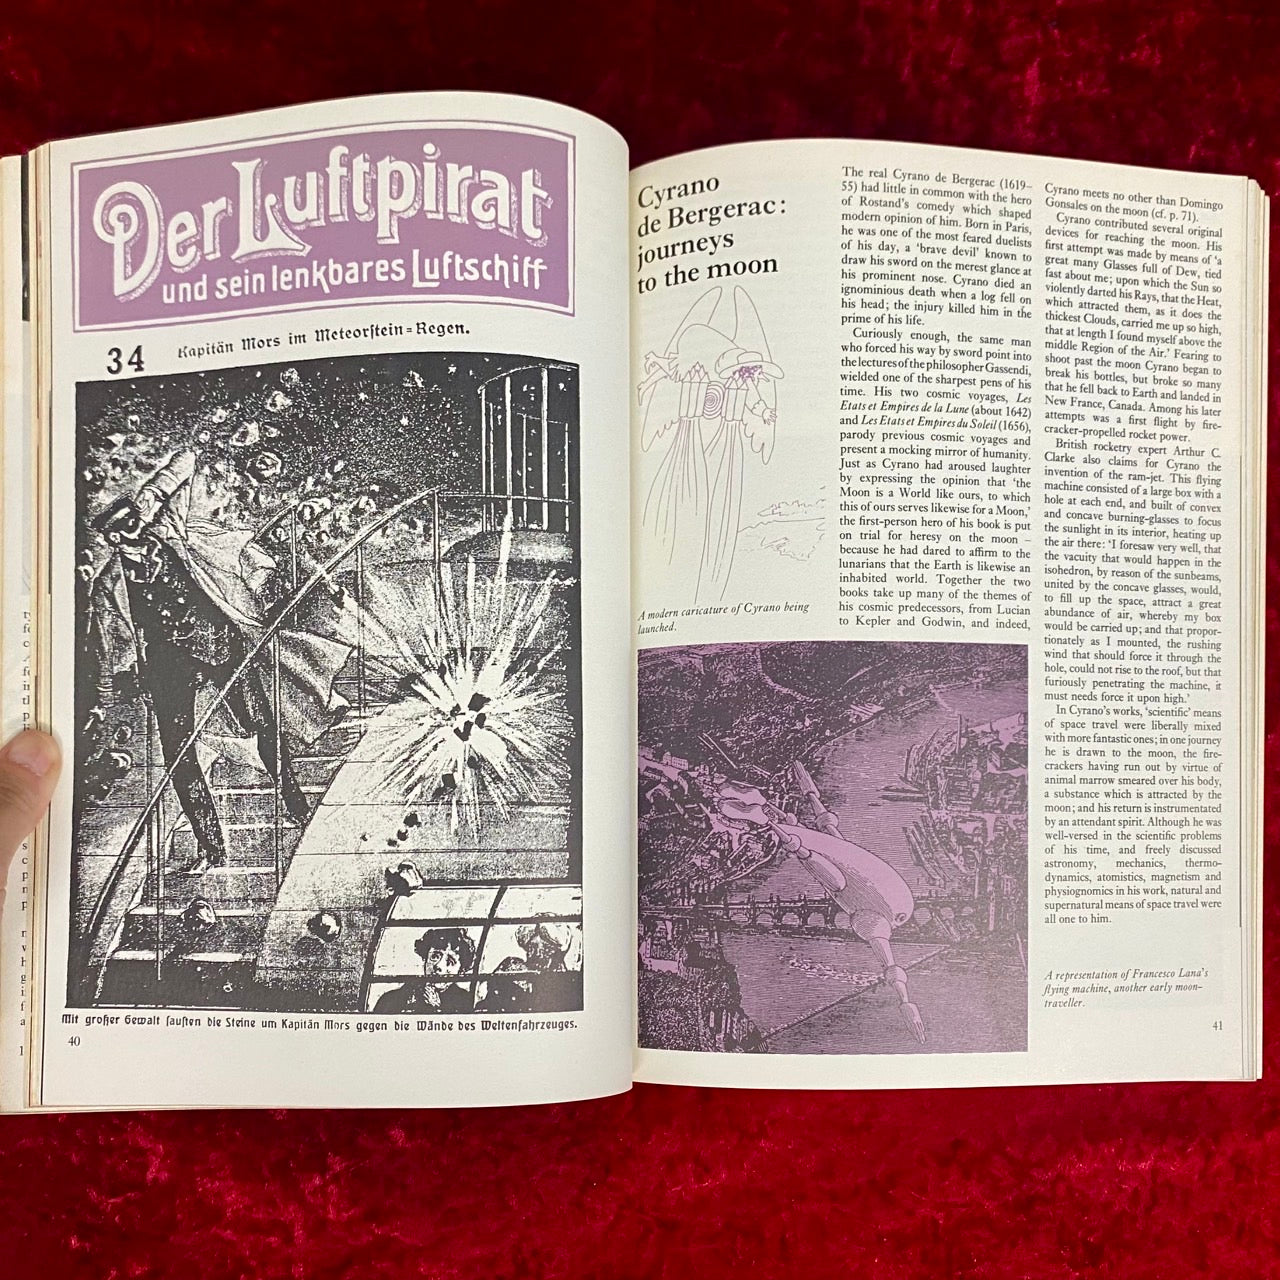 Der Luftpirat
und sein lenkbares Luftschiff
34
Kapitän Mors im Meteorstein=Regen.
Mit großer Gewalt sausten die Steine um Kapitän Mors gegen die Wände des Weltenfahrzeuges.
40
Cyrano
de Bergerac:
journeys
to the moon
A modern caricature of Cyrano being
launched.
The real Cyrano de Bergerac (1619–
55) had little in common with the hero
of Rostand's comedy which shaped
modern opinion of him. Born in Paris,
he was one of the most feared duelists
of his day, a 'brave devil' known to
draw his sword on the merest glance at
his prominent nose. Cyrano died an
ignominious death when a log fell on
his head; the injury killed him in the
prime of his life.
Curiously enough, the same man
who forced his way by sword point into
the lectures of the philosopher Gassendi,
wielded one of the sharpest pens of his
time. His two cosmic voyages, Les
Etats et Empires de la Lune (about 1642)
and Les Etats et Empires du Soleil (1656),
parody previous cosmic voyages and
present a mocking mirror of humanity.
Just as Cyrano had aroused laughter
by expressing the opinion that 'the
Moon is a World like ours, to which
this of ours serves likewise for a Moon,'
the first-person hero of his book is put
on trial for heresy on the moon –
because he had dared to affirm to the
lunarians that the Earth is likewise an
inhabited world. Together the two
books take up many of the themes of
his cosmic predecessors, from Lucian
to Kepler and Godwin, and indeed,
Cyrano meets no other than Domingo
Gonsales on the moon (cf. p. 71).
Cyrano contributed several original
devices for reaching the moon. His
first attempt was made by means of 'a
great many Glasses full of Dew, tied
fast about me; upon which the Sun so
violently darted his Rays, that the Heat,
which attracted them, as it does the
thickest Clouds, carried me up so high,
that at length I found myself above the
middle Region of the Air.' Fearing to
shoot past the moon Cyrano began to
break his bottles, but broke so many
that he fell back to Earth and landed in
New France, Canada. Among his later
attempts was a first flight by fire-
cracker-propelled rocket power.
British rocketry expert Arthur C.
Clarke also claims for Cyrano the
invention of the ram-jet. This flying
machine consisted of a large box with a
hole at each end, and built of convex
and concave burning-glasses to focus
the sunlight in its interior, heating up
the air there: 'I foresaw very well, that
the vacuity that would happen in the
isohedron, by reason of the sunbeams,
united by the concave glasses, would,
to fill up the space, attract a great
abundance of air, whereby my box
would be carried up; and that propor-
tionately as I mounted, the rushing
wind that should force it through the
hole, could not rise to the roof, but that
furiously penetrating the machine, it
must needs force it upon high.'
In Cyrano's works, 'scientific' means
of space travel were liberally mixed
with more fantastic ones; in one journey
he is drawn to the moon, the fire-
crackers having run out by virtue of
animal marrow smeared over his body,
a substance which is attracted by the
moon; and his return is instrumentated
by an attendant spirit. Although he was
well-versed in the scientific problems
of his time, and freely discussed
astronomy, mechanics, thermo-
dynamics, atomistics, magnetism and
physiognomics in his work, natural and
supernatural means of space travel were
all one to him.
A representation of Francesco Lana's
flying machine, another early moon-
traveller.
41